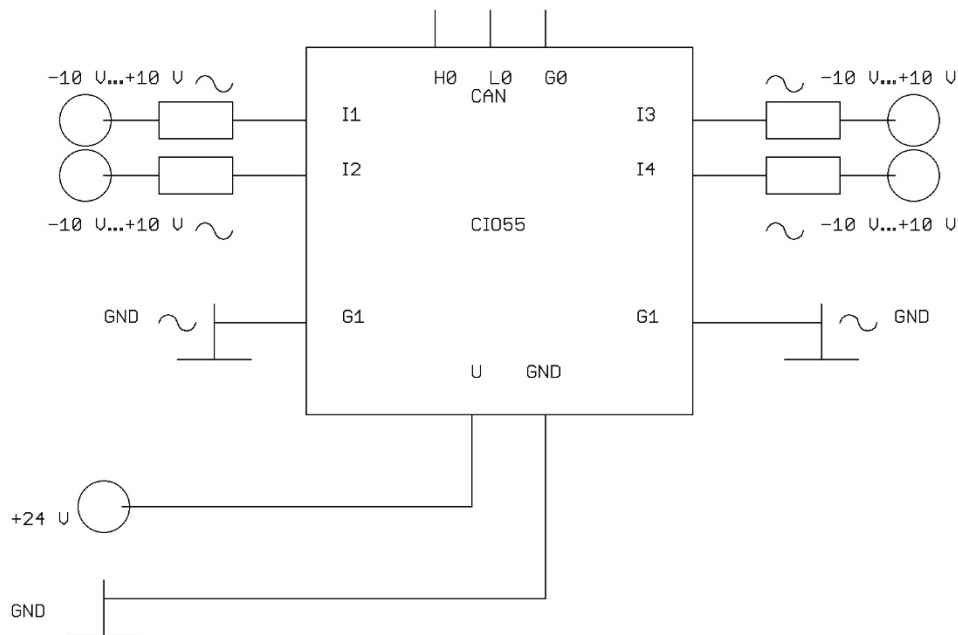 H0 L0 G0
CAN
-10 V...+10 V
-10 V...+10 V
I1
I3
I2
I4
-10 V...+10 V
CIO55
-10 V...+10 V
GND
G1
G1
GND
U GND
+24 V
GND